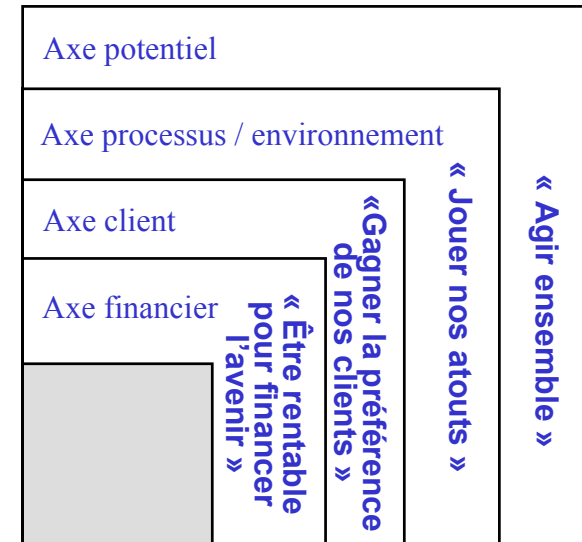 Axe potentiel
Axe processus / environnement
Axe client
Axe financier
« Être rentable
pour financer
l'avenir »
«Gagner la préférence
de nos clients »
« Jouer nos atouts »
« Agir ensemble »